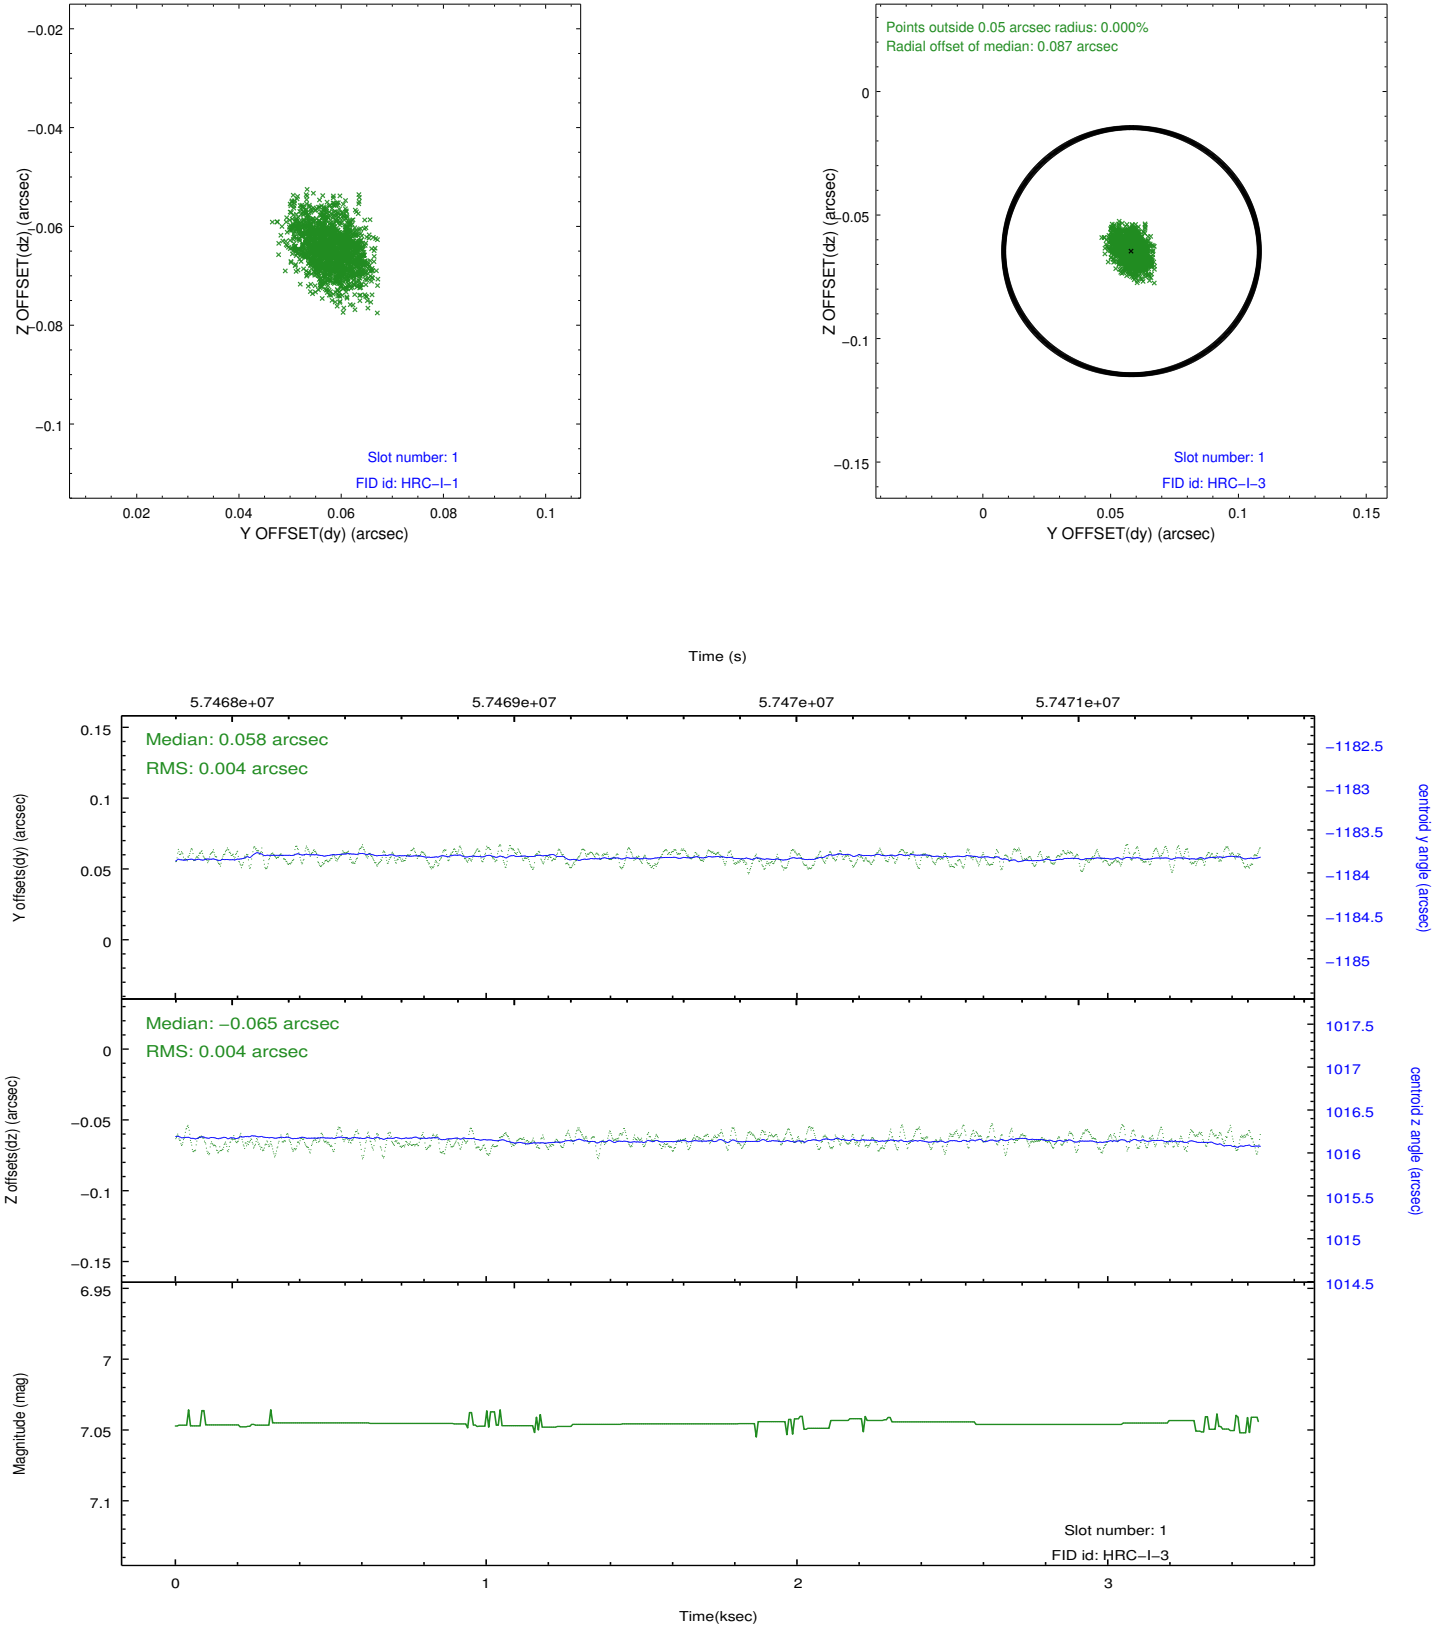 −0.02
−0.04
−0.06
−0.08
−0.1
Z OFFSET(dz) (arcsec)
Slot number: 1
FID id: HRC−I−1
0.02
0.04
0.06
0.08
0.1
Y OFFSET(dy) (arcsec)
Points outside 0.05 arcsec radius: 0.000%
Radial offset of median: 0.087 arcsec
0
−0.05
−0.1
−0.15
Z OFFSET(dz) (arcsec)
Slot number: 1
FID id: HRC−I−3
0
0.05
0.1
0.15
Y OFFSET(dy) (arcsec)
Time (s)
5.7468e+07
5.7469e+07
5.747e+07
5.7471e+07
Median: 0.058 arcsec
RMS: 0.004 arcsec
0.15
0.1
0.05
0
Y offsets(dy) (arcsec)
−1182.5
−1183
−1183.5
−1184
−1184.5
−1185
centroid y angle (arcsec)
Median: −0.065 arcsec
RMS: 0.004 arcsec
0
−0.05
−0.1
−0.15
Z offsets(dz) (arcsec)
1017.5
1017
1016.5
1016
1015.5
1015
1014.5
centroid z angle (arcsec)
6.95
7
7.05
7.1
Magnitude (mag)
Slot number: 1
FID id: HRC−I−3
0
1
2
3
Time(ksec)